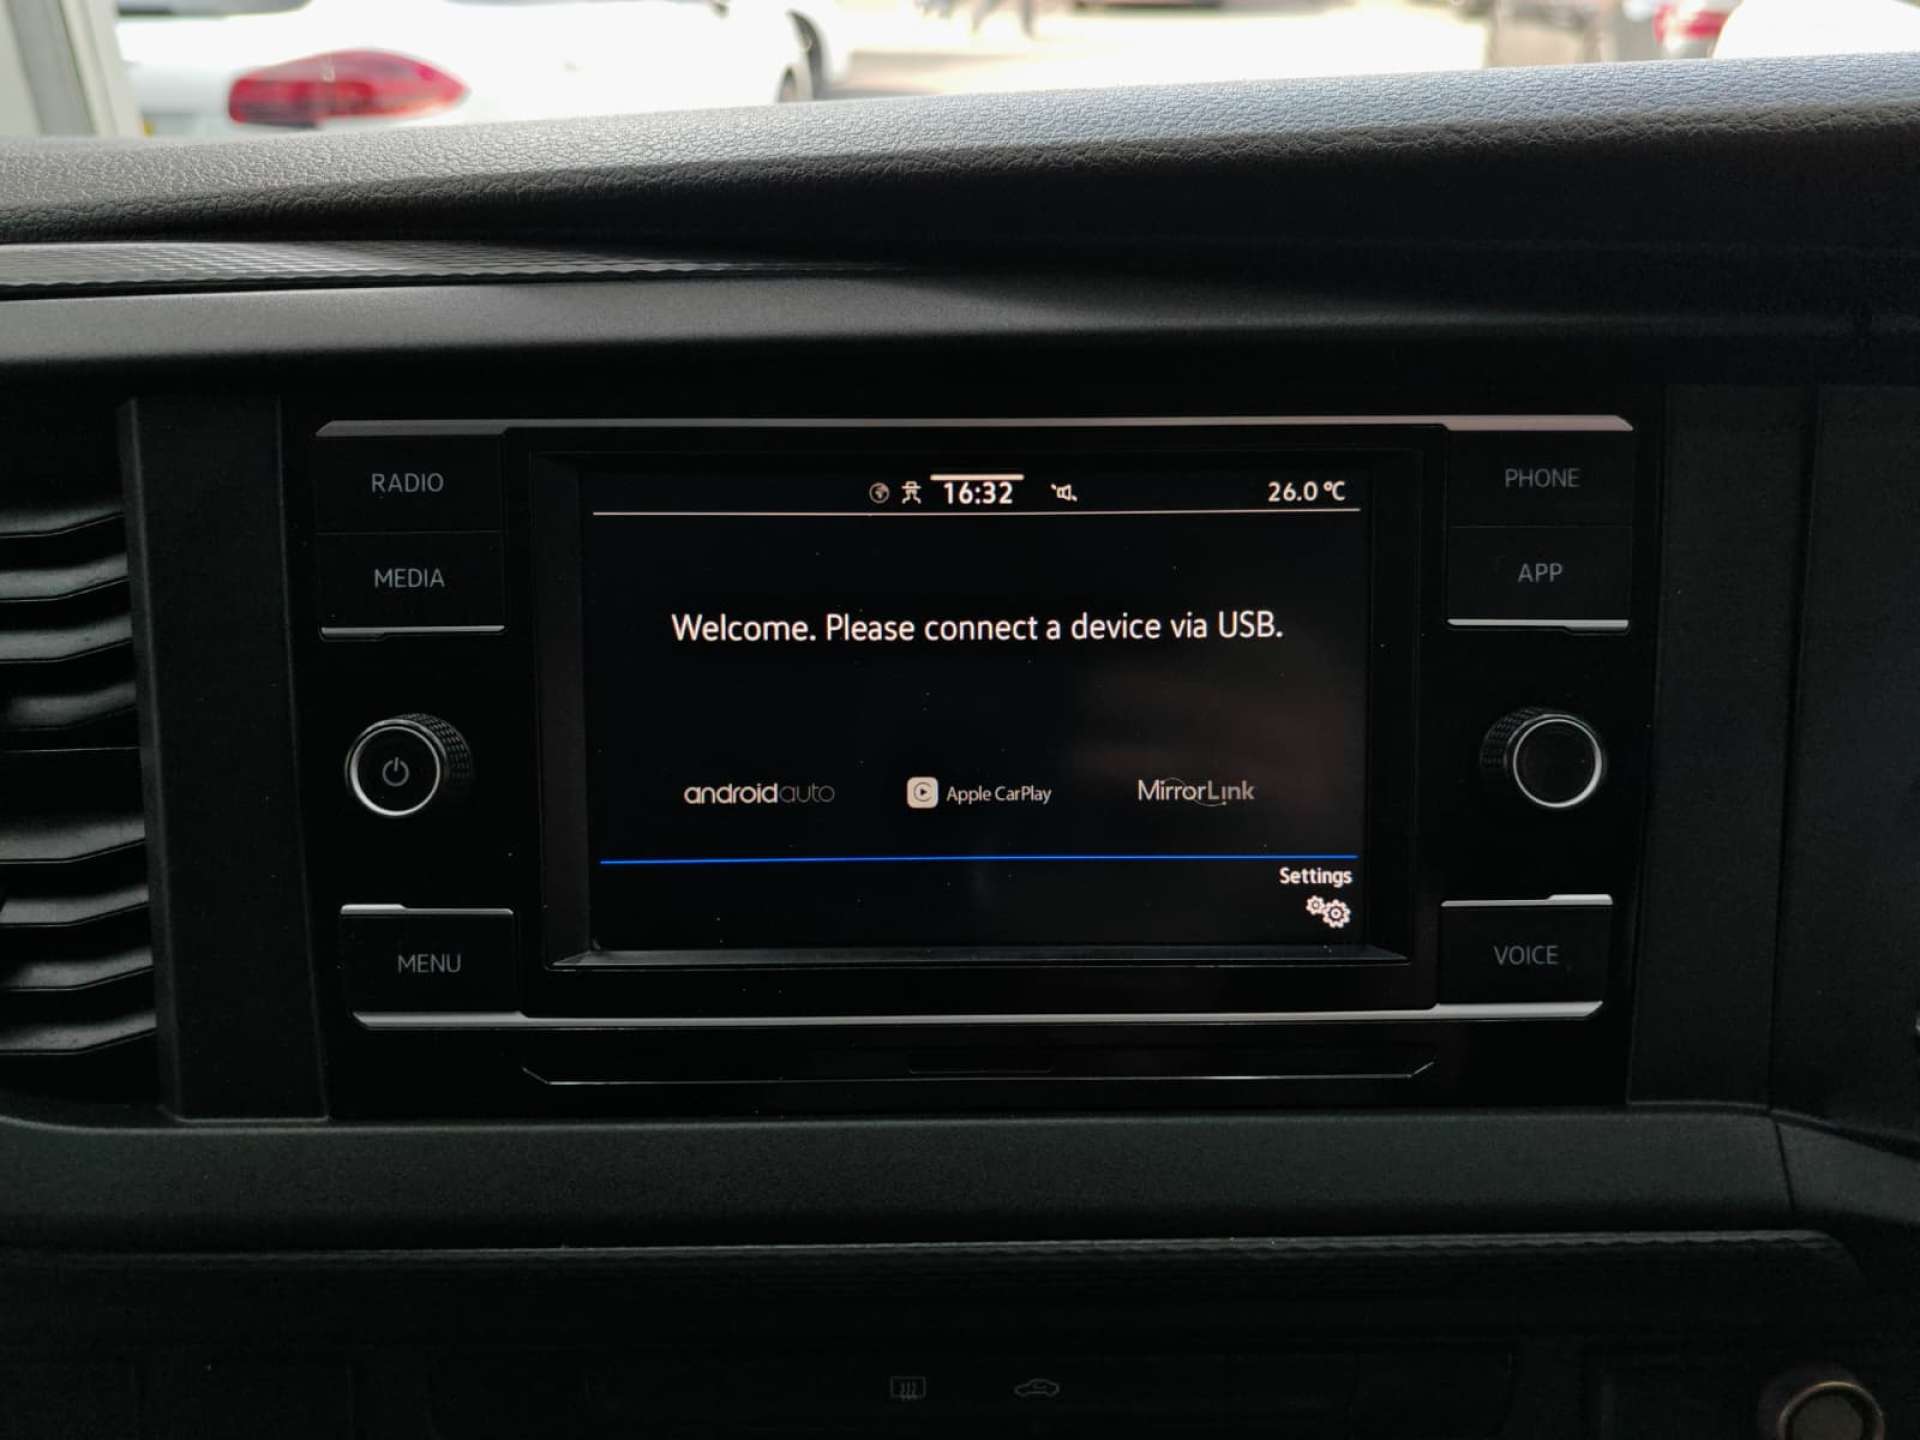 RADIO
MEDIA
MENU
16:32
26.0 °C
Welcome. Please connect a device via USB.
androidauto
Apple CarPlay
MirrorLink
Settings
PHONE
APP
VOICE